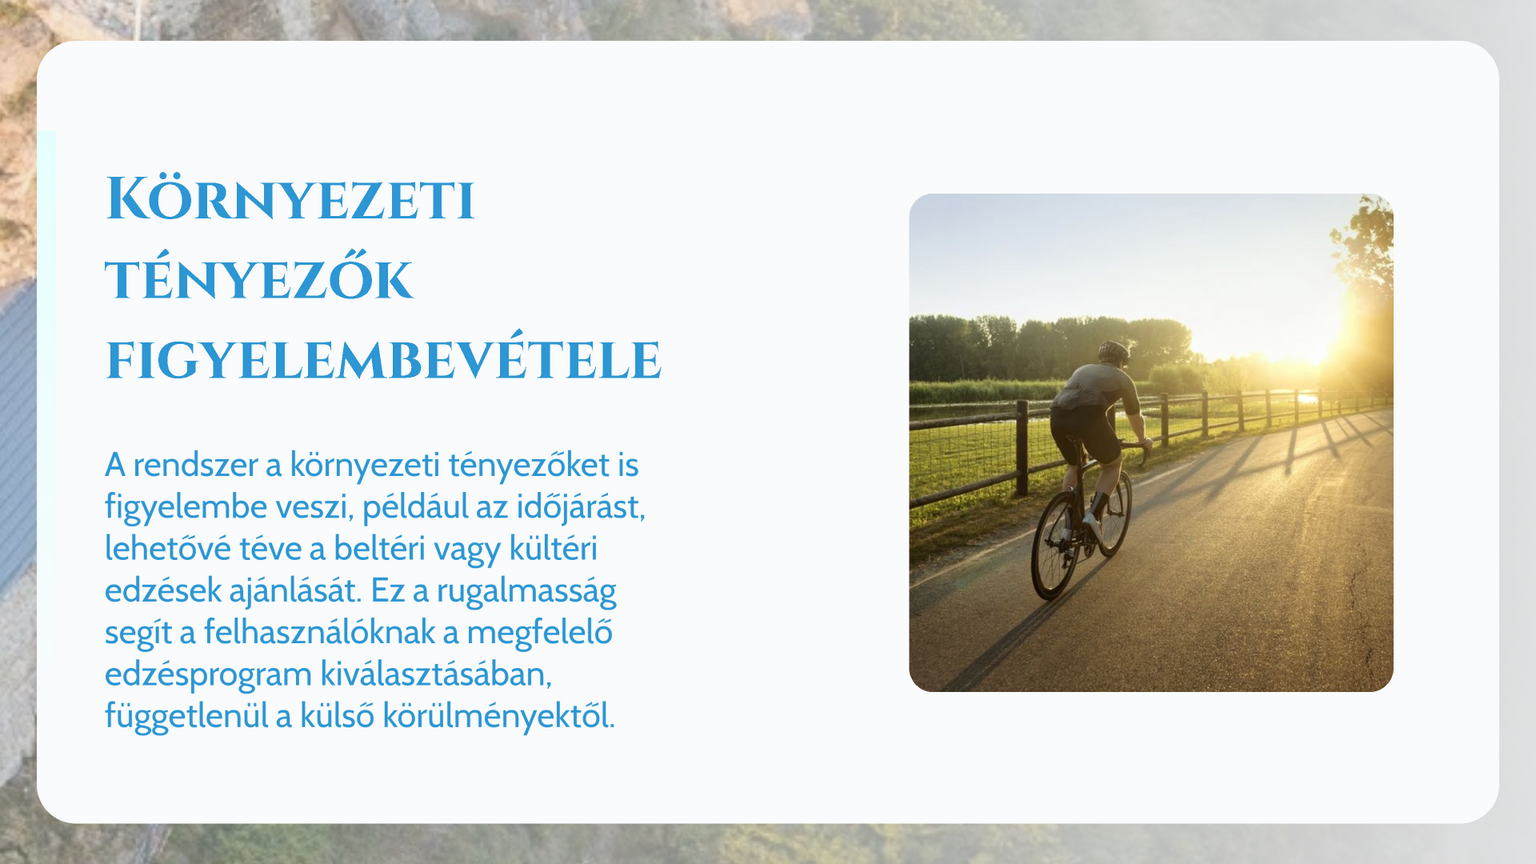 Környezeti
tényezők
figyelembevétele
A rendszer a környezeti tényezőket is
figyelembe veszi, például az időjárást,
lehetővé téve a beltéri vagy kültéri
edzések ajánlását. Ez a rugalmasság
segít a felhasználóknak a megfelelő
edzésprogram kiválasztásában,
függetlenül a külső körülményektől.